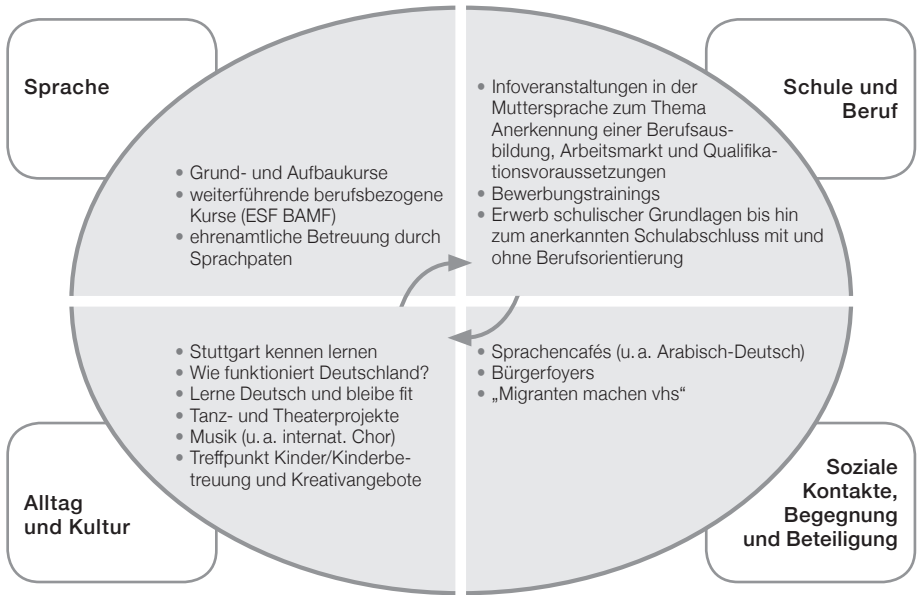 Sprache
• Grund- und Aufbaukurse
• weiterführende berufsbezogene
Kurse (ESF BAMF)
• ehrenamtliche Betreuung durch
Sprachpaten
Schule und
Beruf
• Infoveranstaltungen in der
Muttersprache zum Thema
Anerkennung einer Berufsaus-
bildung, Arbeitsmarkt und Qualifika-
tionsvoraussetzungen
• Bewerbungstrainings
• Erwerb schulischer Grundlagen bis hin
zum anerkannten Schulabschluss mit und
ohne Berufsorientierung
Alltag
und Kultur
• Stuttgart kennen lernen
• Wie funktioniert Deutschland?
• Lerne Deutsch und bleibe fit
• Tanz- und Theaterprojekte
• Musik (u. a. internat. Chor)
• Treffpunkt Kinder/Kinderbe-
treuung und Kreativangebote
• Sprachencafés (u. a. Arabisch-Deutsch)
• Bürgerfoyers
• „Migranten machen vhs“
Soziale
Kontakte,
Begegnung
und Beteiligung